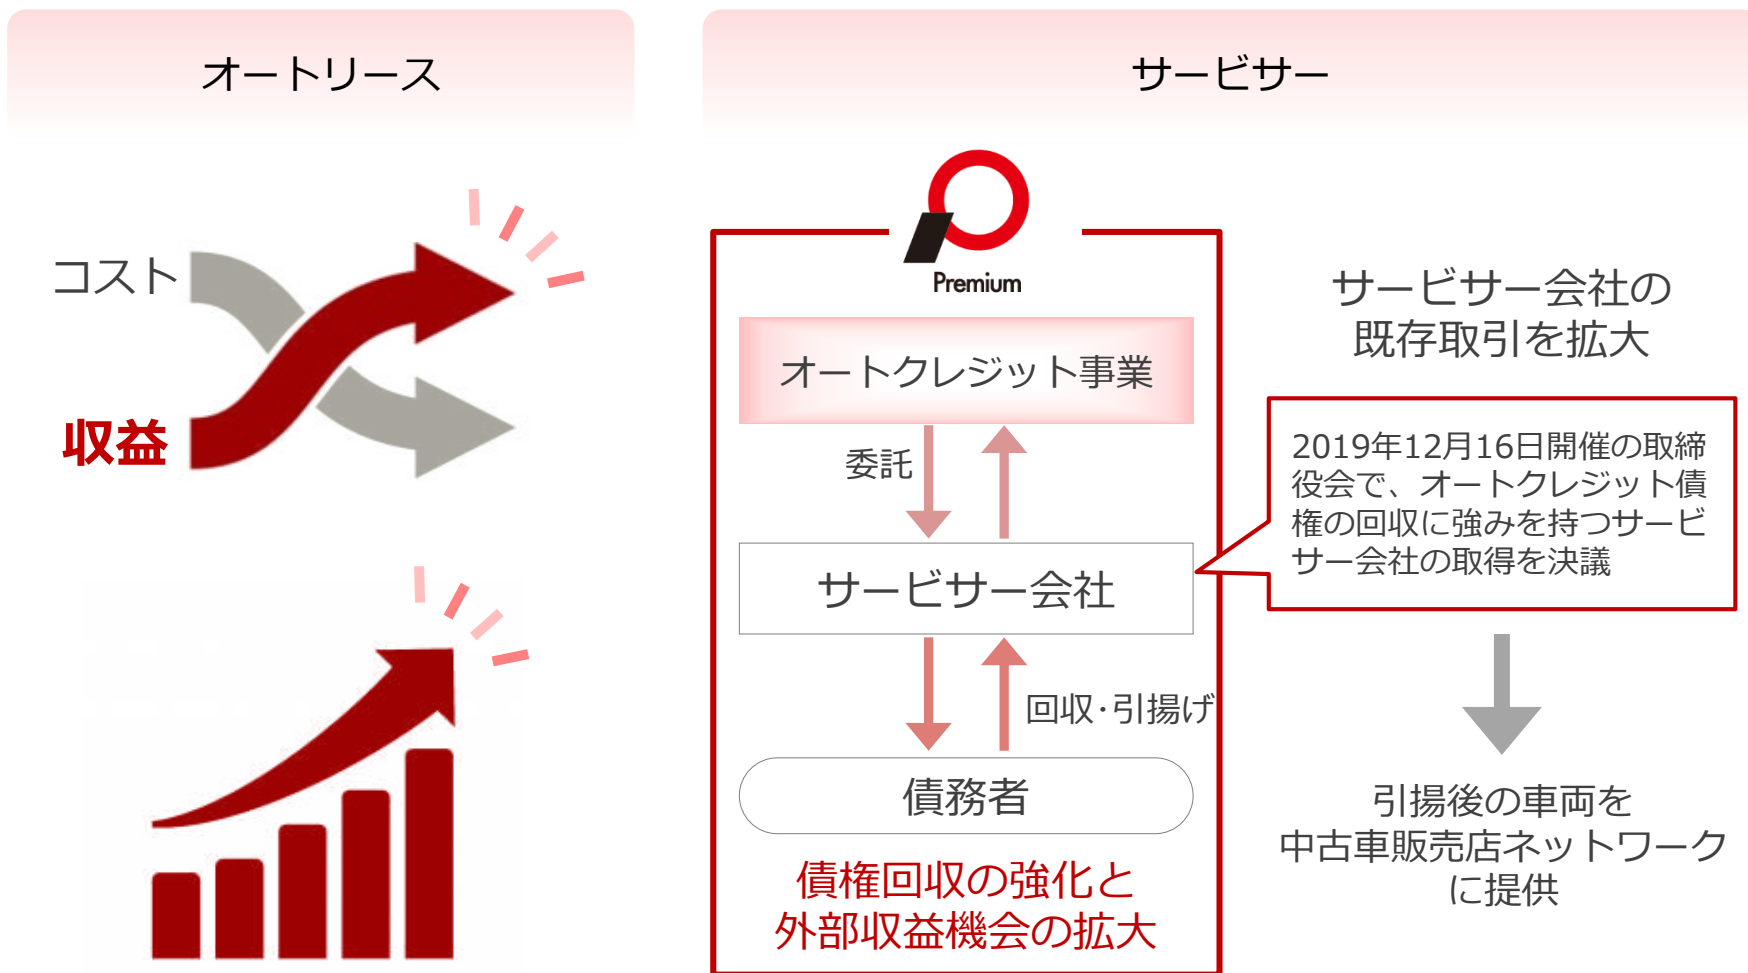 オートリース
コスト
収益
サービサー
Premium
オートクレジット事業
委託
サービサー会社
回収･引揚げ
債務者
債権回収の強化と
外部収益機会の拡大
サービサー会社の
既存取引を拡大
2019年12月16日開催の取締
役会で、オートクレジット債
権の回収に強みを持つサービ
サー会社の取得を決議
引揚後の車両を
中古車販売店ネットワーク
に提供